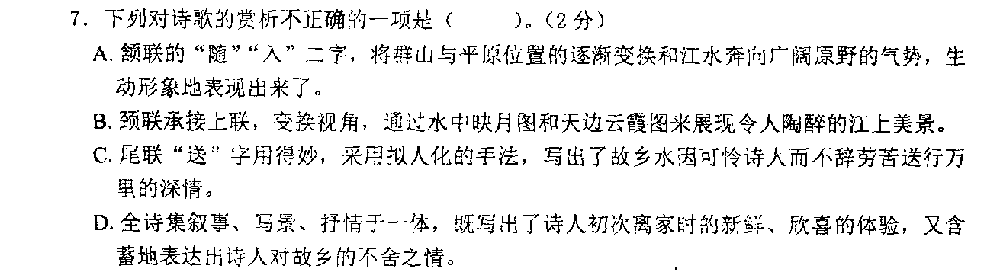 7. 下列对诗歌的赏析不正确的一项是（　　）。（2分）
A. 颔联的“随”“入”二字，将群山与平原位置的逐渐变换和江水奔向广阔原野的气势，生
动形象地表现出来了。
B. 颈联承接上联，变换视角，通过水中映月图和天边云霞图来展现令人陶醉的江上美景。
C. 尾联“送”字用得妙，采用拟人化的手法，写出了故乡水因可怜诗人而不辞劳苦送行万
里的深情。
D. 全诗集叙事、写景、抒情于一体，既写出了诗人初次离家时的新鲜、欣喜的体验，又含
蓄地表达出诗人对故乡的不舍之情。